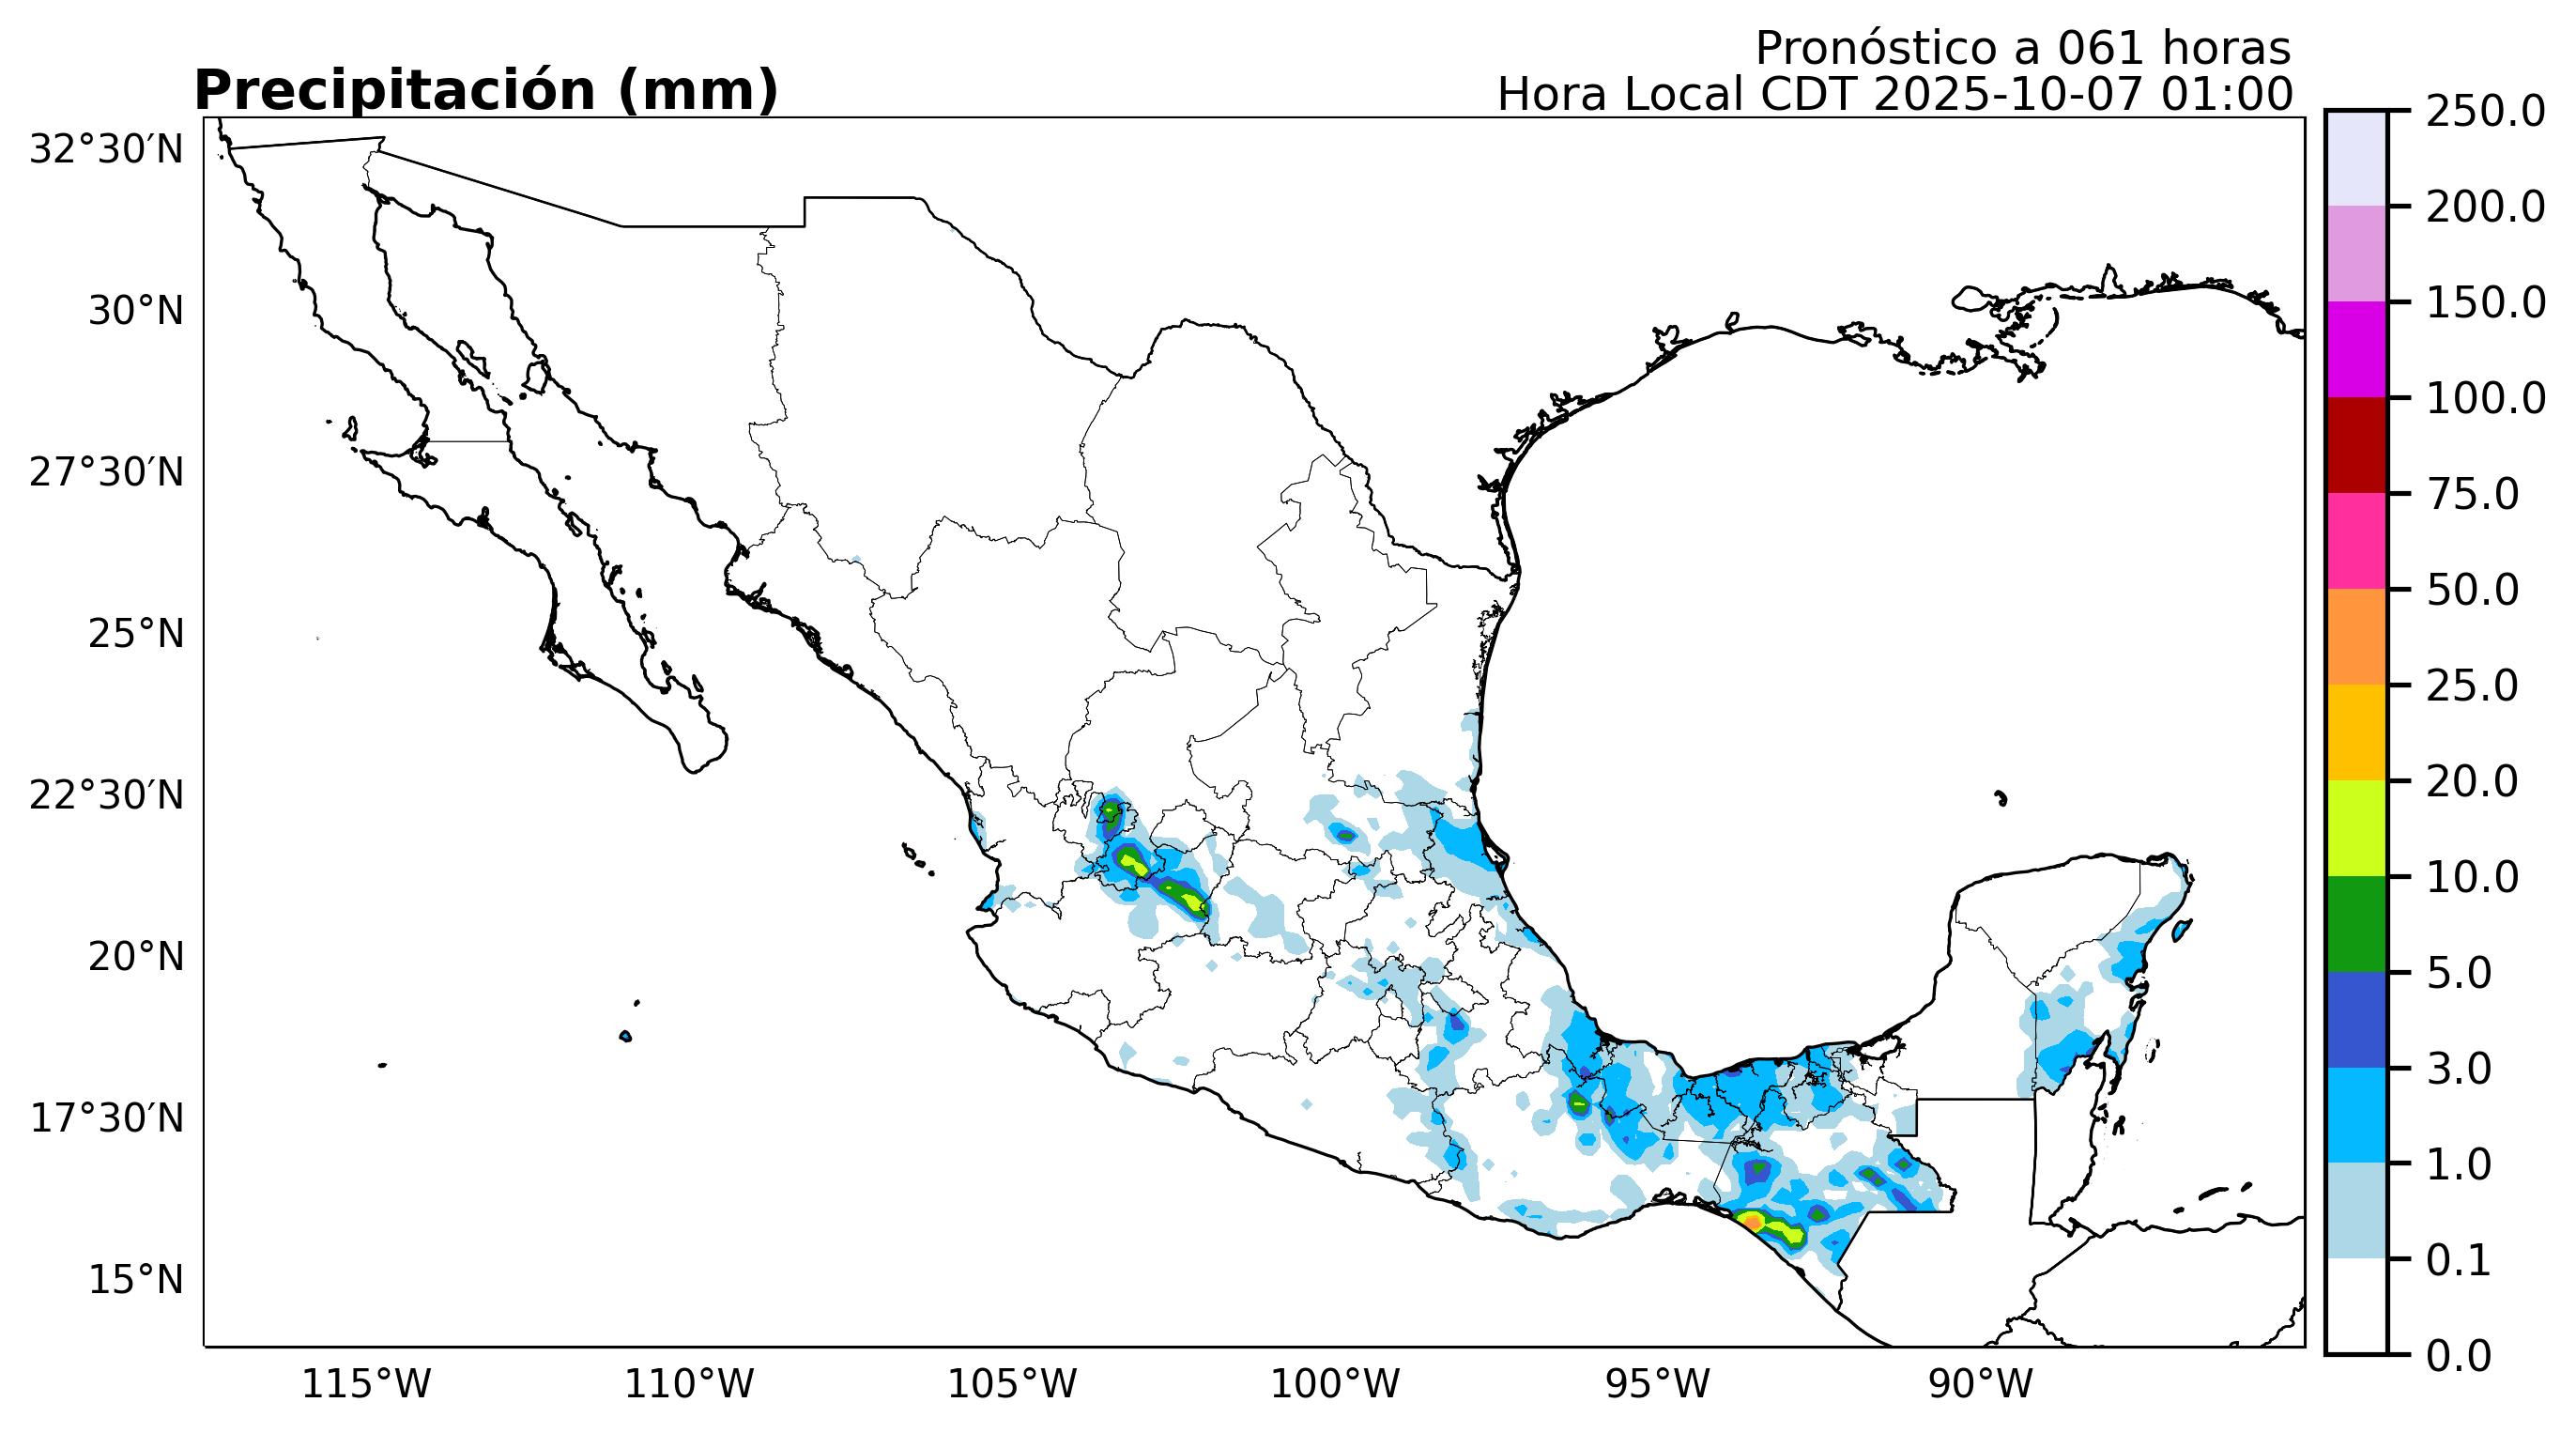 Pronóstico a 061 horas
Precipitación (mm)
Hora Local CDT 2025-10-07 01:00
32°30′N
30°N
27°30′N
25°N
22°30′N
20°N
17°30′N
15°N
115°W
110°W
105°W
100°W
95°W
90°W
250.0
200.0
150.0
100.0
75.0
50.0
25.0
20.0
10.0
5.0
3.0
1.0
0.1
0.0